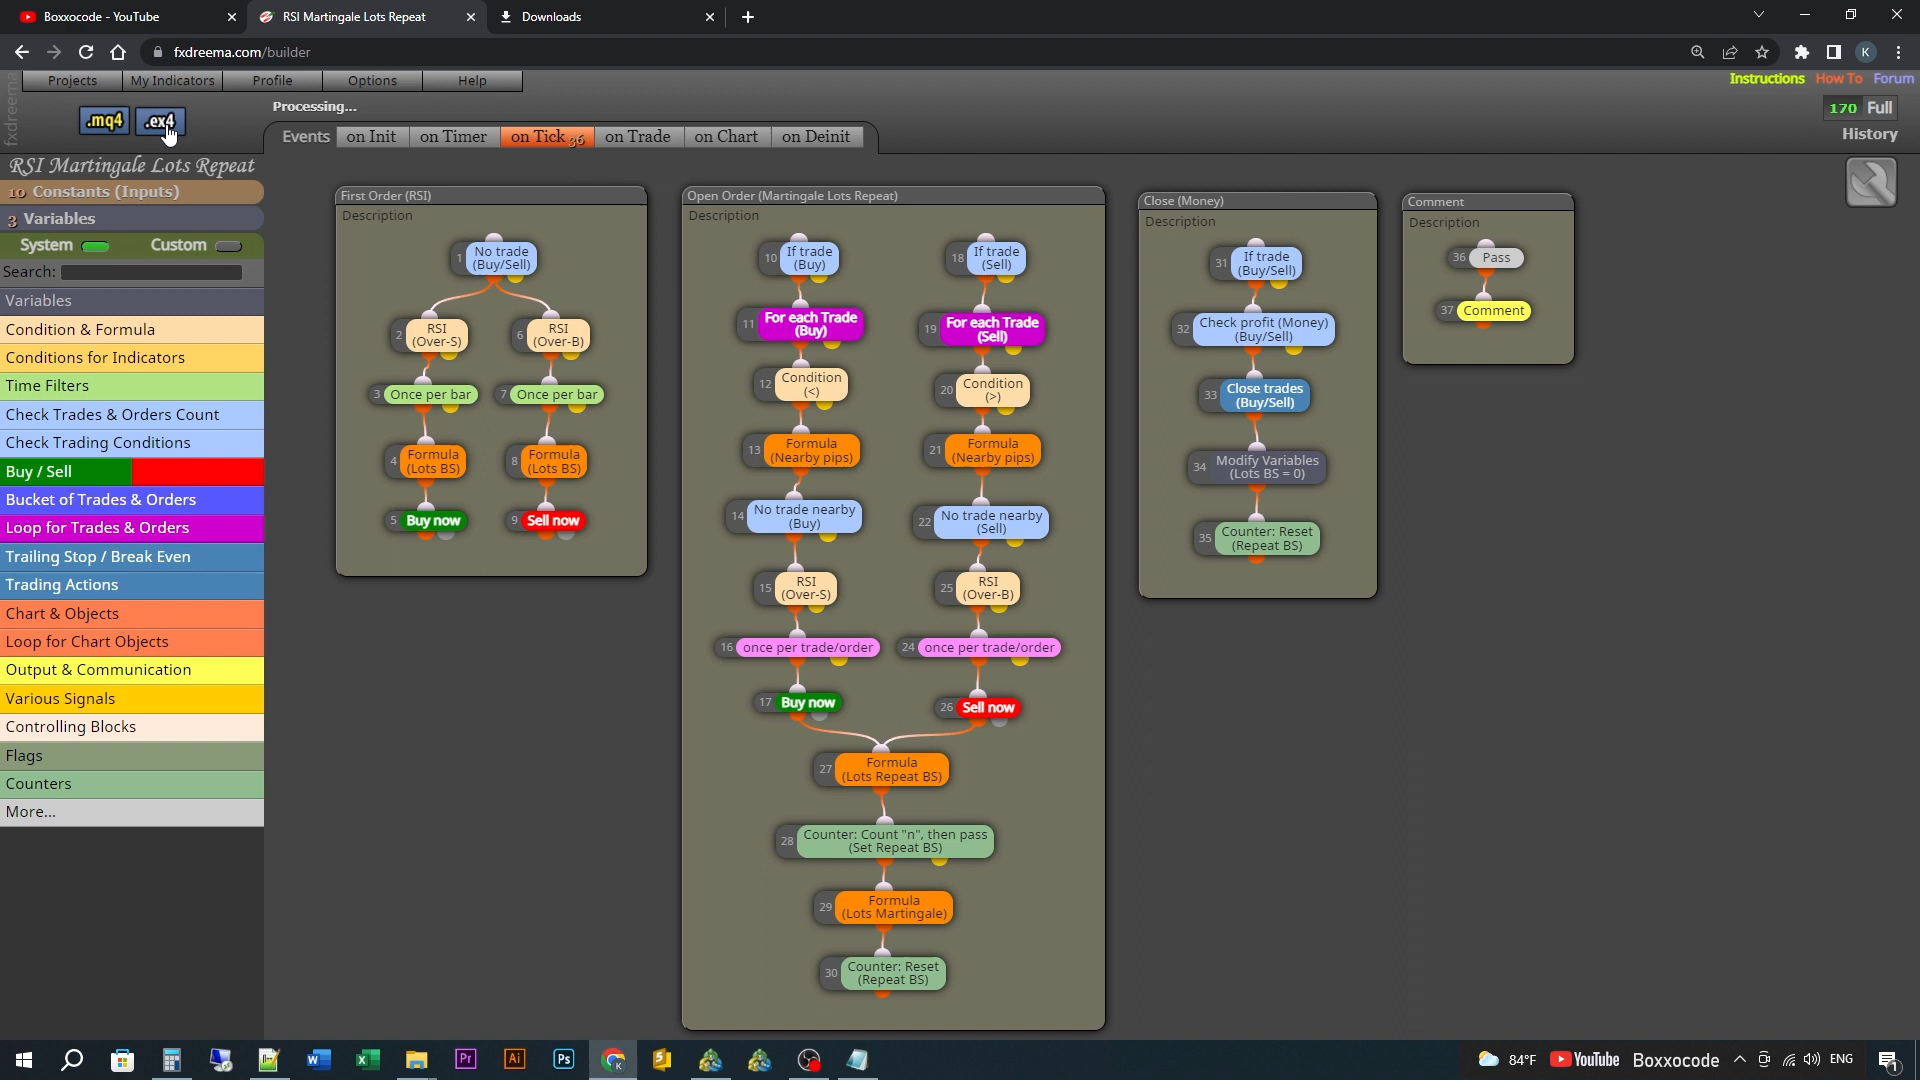 Boxxocode - YouTube
RSI Martingale Lots Repeat
Downloads
fxdreema.com/builder
K
Projects
My Indicators
Profile
Options
Help
Instructions
How To
Forum
fxdreema
.mq4
.ex4
Processing...
170 Full
History
Events
on Init
on Timer
on Tick 36
on Trade
on Chart
on Deinit
RSI Martingale Lots Repeat
10 Constants (Inputs)
3 Variables
System
Custom
Search:
Variables
Condition & Formula
Conditions for Indicators
Time Filters
Check Trades & Orders Count
Check Trading Conditions
Buy / Sell
Bucket of Trades & Orders
Loop for Trades & Orders
Trailing Stop / Break Even
Trading Actions
Chart & Objects
Loop for Chart Objects
Output & Communication
Various Signals
Controlling Blocks
Flags
Counters
More...
First Order (RSI)
Description
1 No trade
(Buy/Sell)
2 RSI
(Over-S)
6 RSI
(Over-B)
3 Once per bar
7 Once per bar
4 Formula
(Lots BS)
8 Formula
(Lots BS)
5 Buy now
9 Sell now
Open Order (Martingale Lots Repeat)
Description
10 If trade
(Buy)
18 If trade
(Sell)
11 For each Trade
(Buy)
19 For each Trade
(Sell)
12 Condition
(<)
20 Condition
(>)
13 Formula
(Nearby pips)
21 Formula
(Nearby pips)
14 No trade nearby
(Buy)
22 No trade nearby
(Sell)
15 RSI
(Over-S)
25 RSI
(Over-B)
16 once per trade/order
24 once per trade/order
17 Buy now
26 Sell now
27 Formula
(Lots Repeat BS)
28 Counter: Count "n", then pass
(Set Repeat BS)
29 Formula
(Lots Martingale)
30 Counter: Reset
(Repeat BS)
Close (Money)
Description
31 If trade
(Buy/Sell)
32 Check profit (Money)
(Buy/Sell)
33 Close trades
(Buy/Sell)
34 Modify Variables
(Lots BS = 0)
35 Counter: Reset
(Repeat BS)
Comment
Description
36 Pass
37 Comment
Pr
Ai
Ps
84°F
YouTube
Boxxocode
ENG
1